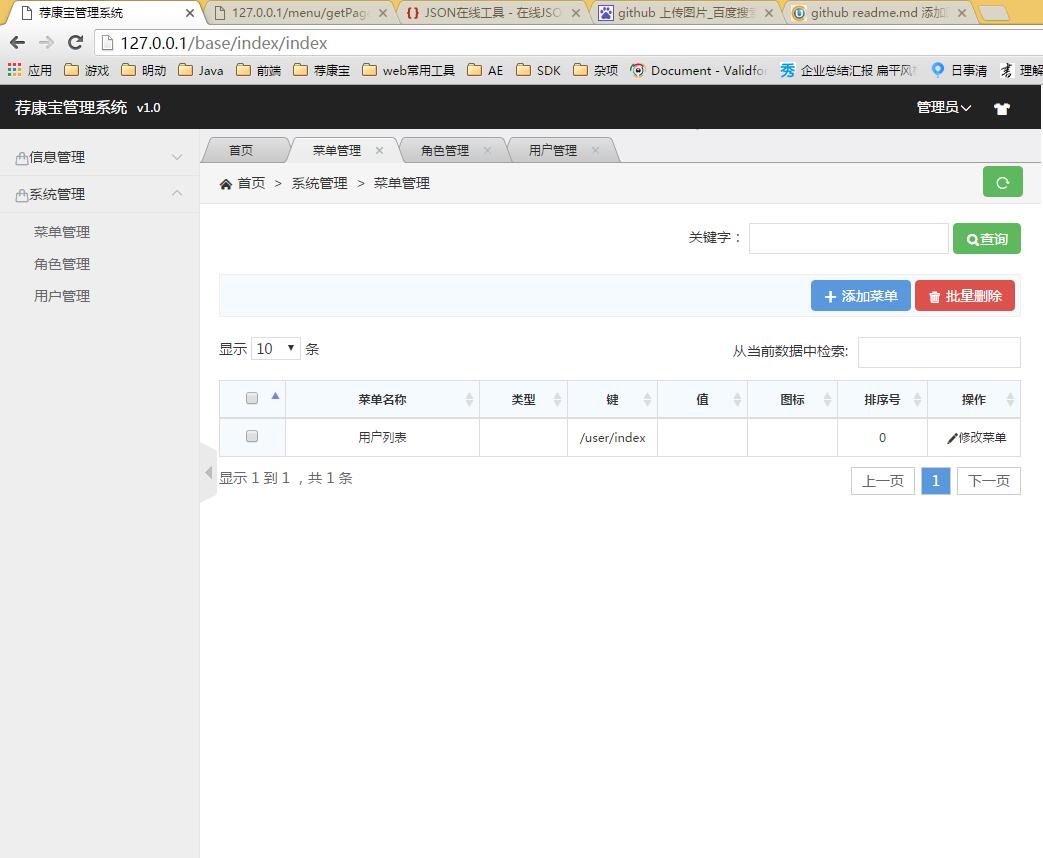 荐康宝管理系统
127.0.0.1/menu/getPage
JSON在线工具 - 在线JSO
github 上传图片_百度搜索
github readme.md 添加
127.0.0.1/base/index/index
应用 游戏 明动 Java 前端 荐康宝 web常用工具 AE SDK 杂项 Document - Validfor 企业总结汇报 扁平风格 日事清 理解
荐康宝管理系统 v1.0
管理员
信息管理
系统管理
菜单管理
角色管理
用户管理
首页 菜单管理 角色管理 用户管理
首页 > 系统管理 > 菜单管理
关键字：
查询
添加菜单 批量删除
显示 10 条
从当前数据中检索:
菜单名称 类型 键 值 图标 排序号 操作
用户列表 /user/index 0 修改菜单
显示 1 到 1 ，共 1 条
上一页 1 下一页